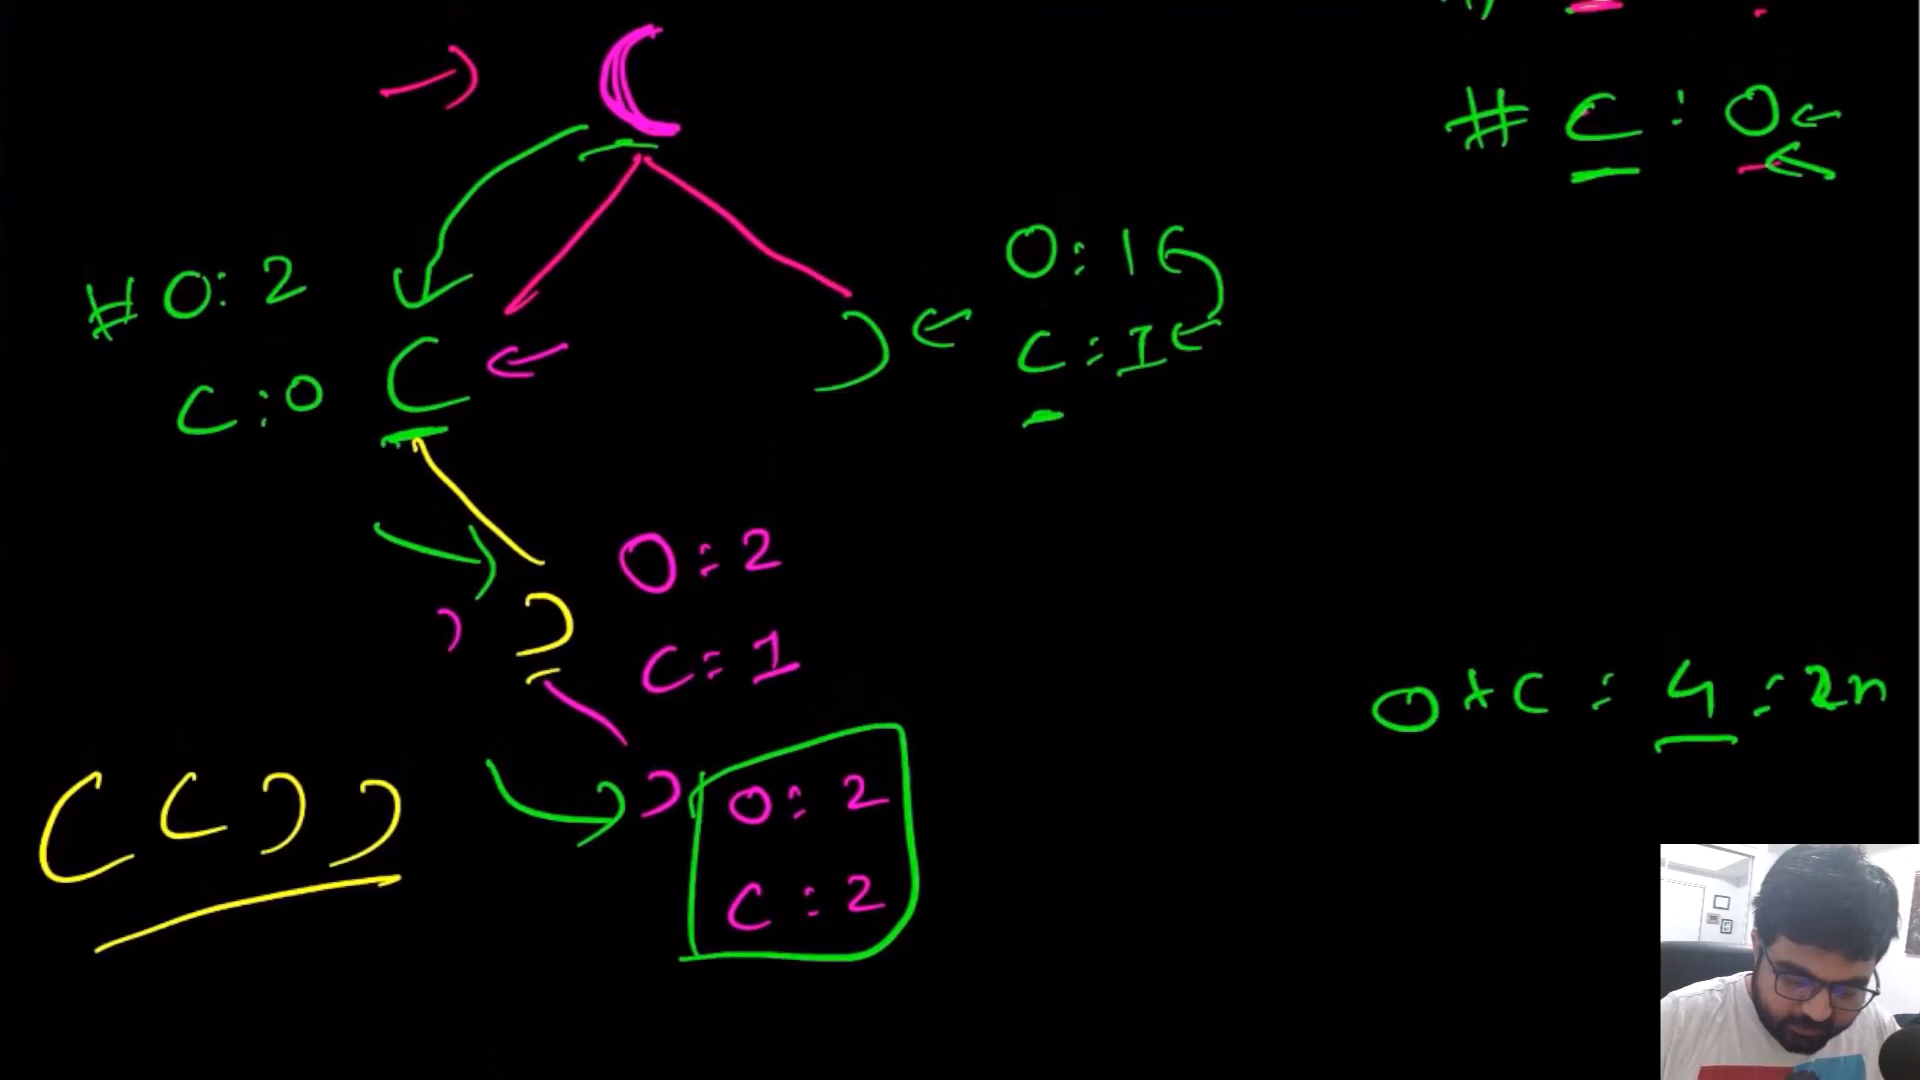 (
# C : 0
# O: 2
C : 0
(
)
O: 1
C = 1
)
)
O : 2
C = 1
O + C = 4 = 2n
)
O : 2
C : 2
( ( ) )